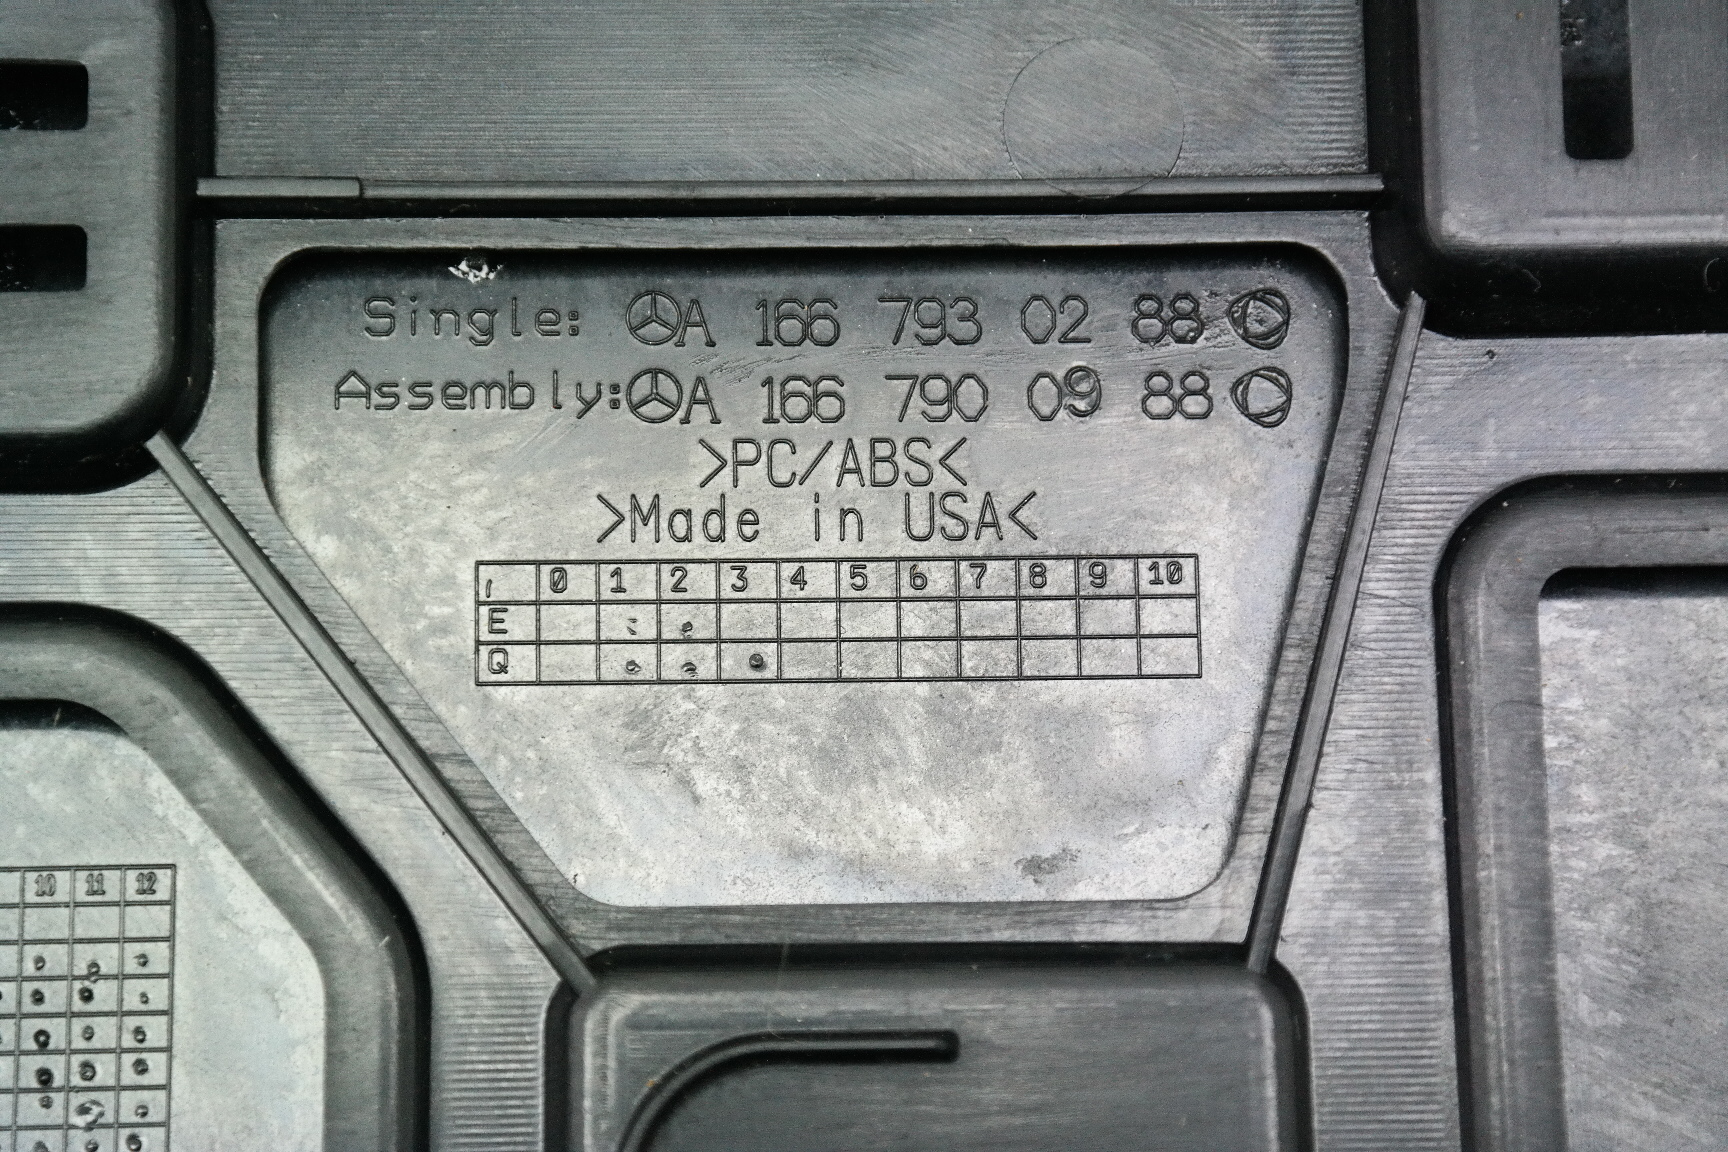 Single: A 166 793 02 88
Assembly: A 166 790 09 88
>PC/ABS<
>Made in USA<
0 1 2 3 4 5 6 7 8 9 10
E
Q
10 11 12